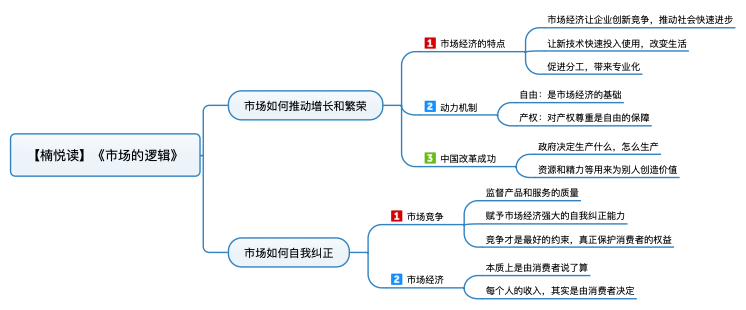 【楠悦读】《市场的逻辑》
市场如何推动增长和繁荣
1 市场经济的特点
市场经济让企业创新竞争，推动社会快速进步
让新技术快速投入使用，改变生活
促进分工，带来专业化
2 动力机制
自由：是市场经济的基础
产权：对产权尊重是自由的保障
3 中国改革成功
政府决定生产什么，怎么生产
资源和精力等用来为别人创造价值
市场如何自我纠正
1 市场竞争
监督产品和服务的质量
赋予市场经济强大的自我纠正能力
竞争才是最好的约束，真正保护消费者的权益
2 市场经济
本质上是由消费者说了算
每个人的收入，其实是由消费者决定